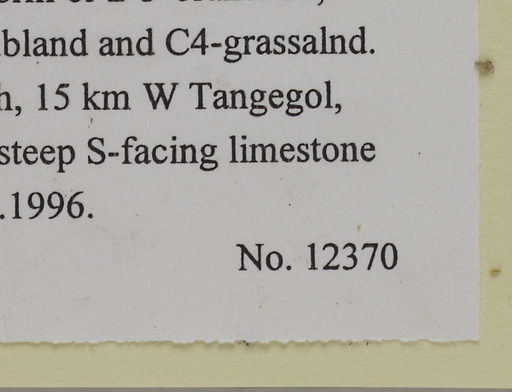 bland and C4-grassalnd.
h, 15 km W Tangegol,
steep S-facing limestone
.1996.
No. 12370